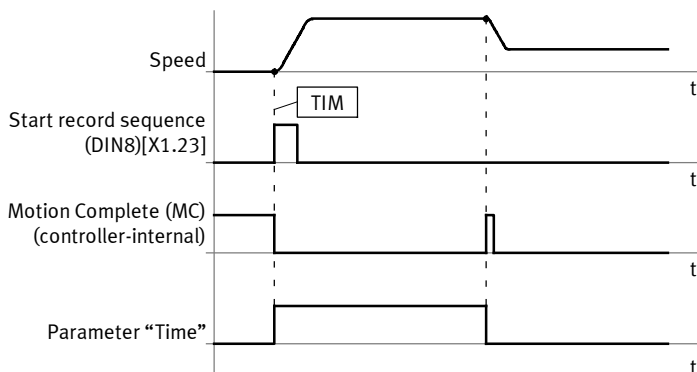 Speed
t
TIM
Start record sequence
(DIN8)[X1.23]
t
Motion Complete (MC)
(controller-internal)
t
Parameter “Time”
t